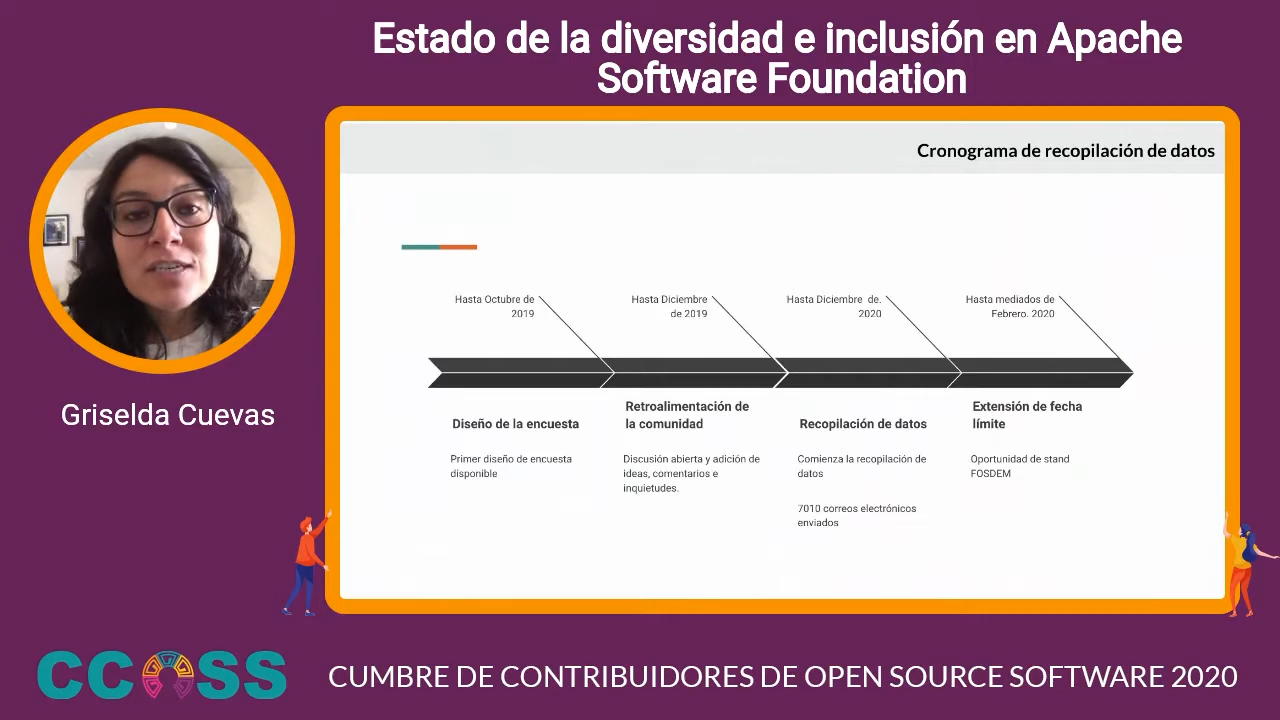 Estado de la diversidad e inclusión en Apache
Software Foundation
Cronograma de recopilación de datos
Hasta Octubre de
2019
Hasta Diciembre
de 2019
Hasta Diciembre de.
2020
Hasta mediados de
Febrero. 2020
Diseño de la encuesta
Primer diseño de encuesta
disponible
Retroalimentación de
la comunidad
Discusión abierta y adición de
ideas, comentarios e
inquietudes.
Recopilación de datos
Comienza la recopilación de
datos
7010 correos electrónicos
enviados
Extensión de fecha
límite
Oportunidad de stand
FOSDEM
Griselda Cuevas
CCOSS
CUMBRE DE CONTRIBUIDORES DE OPEN SOURCE SOFTWARE 2020